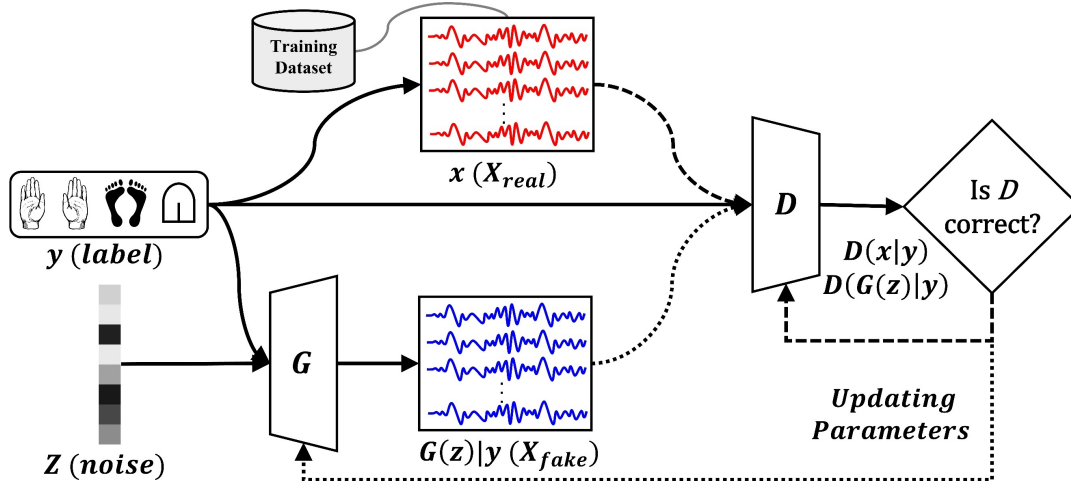 Training
Dataset
x (X_real)
y (label)
D
Is D
correct?
D(x|y)
D(G(z)|y)
G
Z (noise)
G(z)|y (X_fake)
Updating
Parameters